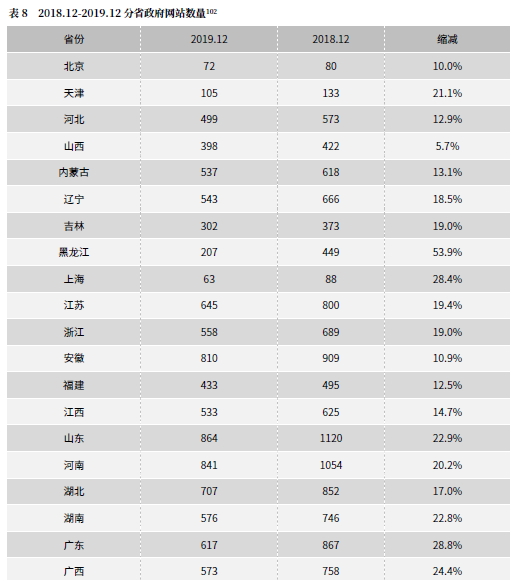 表 8 2018.12-2019.12 分省政府网站数量102
省份 2019.12 2018.12 缩减
北京 72 80 10.0%
天津 105 133 21.1%
河北 499 573 12.9%
山西 398 422 5.7%
内蒙古 537 618 13.1%
辽宁 543 666 18.5%
吉林 302 373 19.0%
黑龙江 207 449 53.9%
上海 63 88 28.4%
江苏 645 800 19.4%
浙江 558 689 19.0%
安徽 810 909 10.9%
福建 433 495 12.5%
江西 533 625 14.7%
山东 864 1120 22.9%
河南 841 1054 20.2%
湖北 707 852 17.0%
湖南 576 746 22.8%
广东 617 867 28.8%
广西 573 758 24.4%